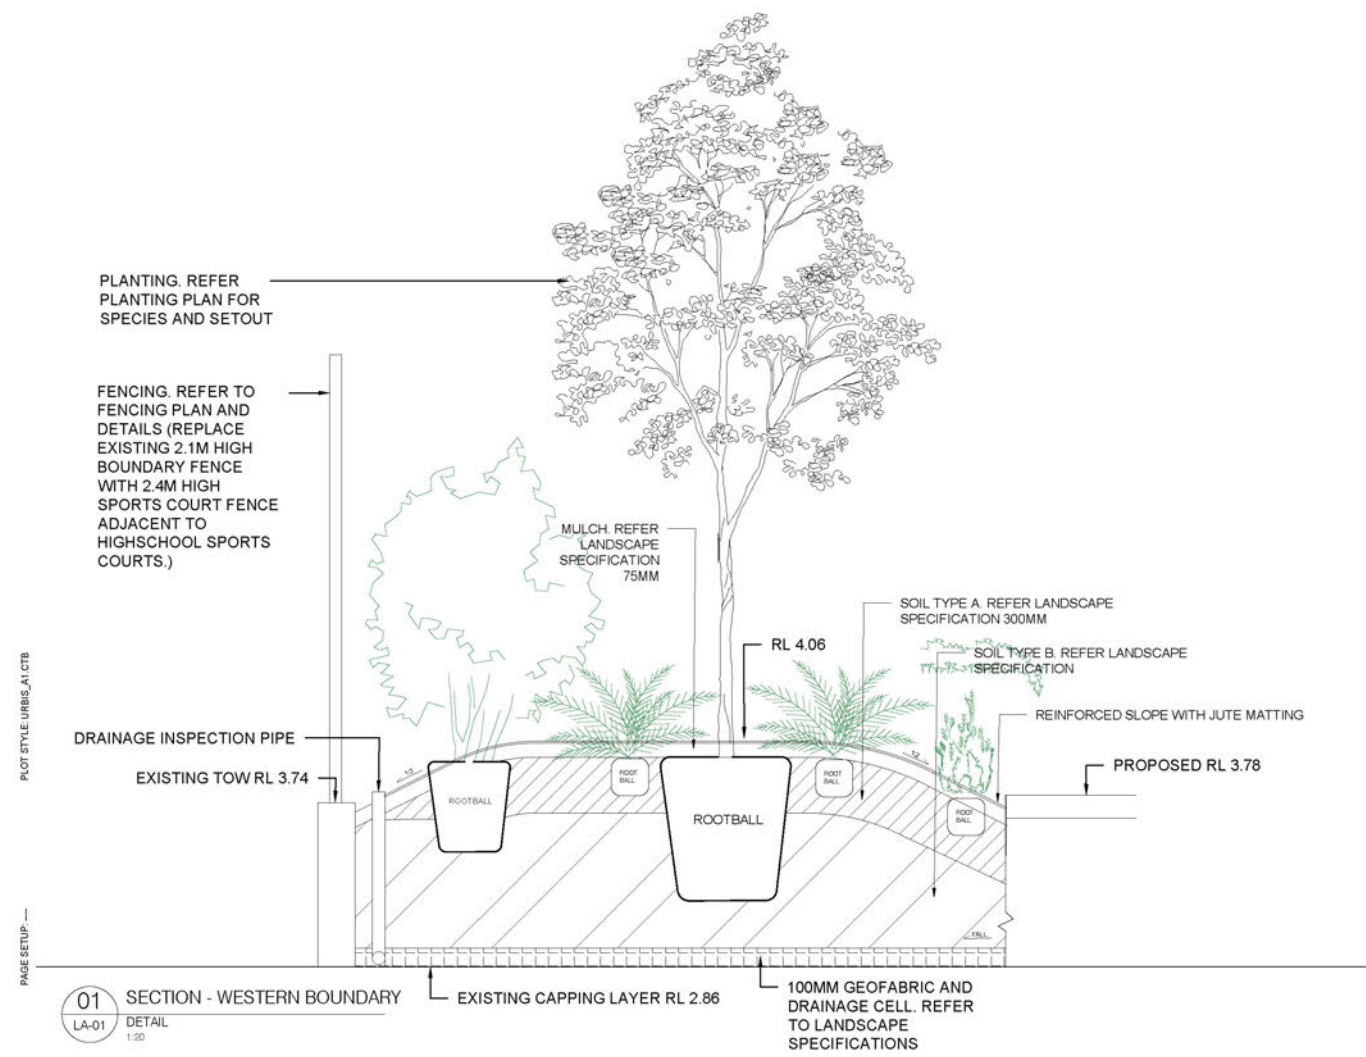 PLANTING. REFER
PLANTING PLAN FOR
SPECIES AND SETOUT
FENCING. REFER TO
FENCING PLAN AND
DETAILS (REPLACE
EXISTING 2.1M HIGH
BOUNDARY FENCE
WITH 2.4M HIGH
SPORTS COURT FENCE
ADJACENT TO
HIGHSCHOOL SPORTS
COURTS.)
MULCH. REFER
LANDSCAPE
SPECIFICATION
75MM
SOIL TYPE A. REFER LANDSCAPE
SPECIFICATION 300MM
RL 4.06
SOIL TYPE B. REFER LANDSCAPE
SPECIFICATION
REINFORCED SLOPE WITH JUTE MATTING
DRAINAGE INSPECTION PIPE
EXISTING TOW RL 3.74
PROPOSED RL 3.78
1:2
1:2
ROOTBALL
ROOT
BALL
ROOTBALL
ROOT
BALL
ROOT
BALL
FALL
PLOT STYLE: URBIS_A1.CTB
PAGE SETUP: ---
01
LA-01
SECTION - WESTERN BOUNDARY
DETAIL
1:20
EXISTING CAPPING LAYER RL 2.86
100MM GEOFABRIC AND
DRAINAGE CELL. REFER
TO LANDSCAPE
SPECIFICATIONS